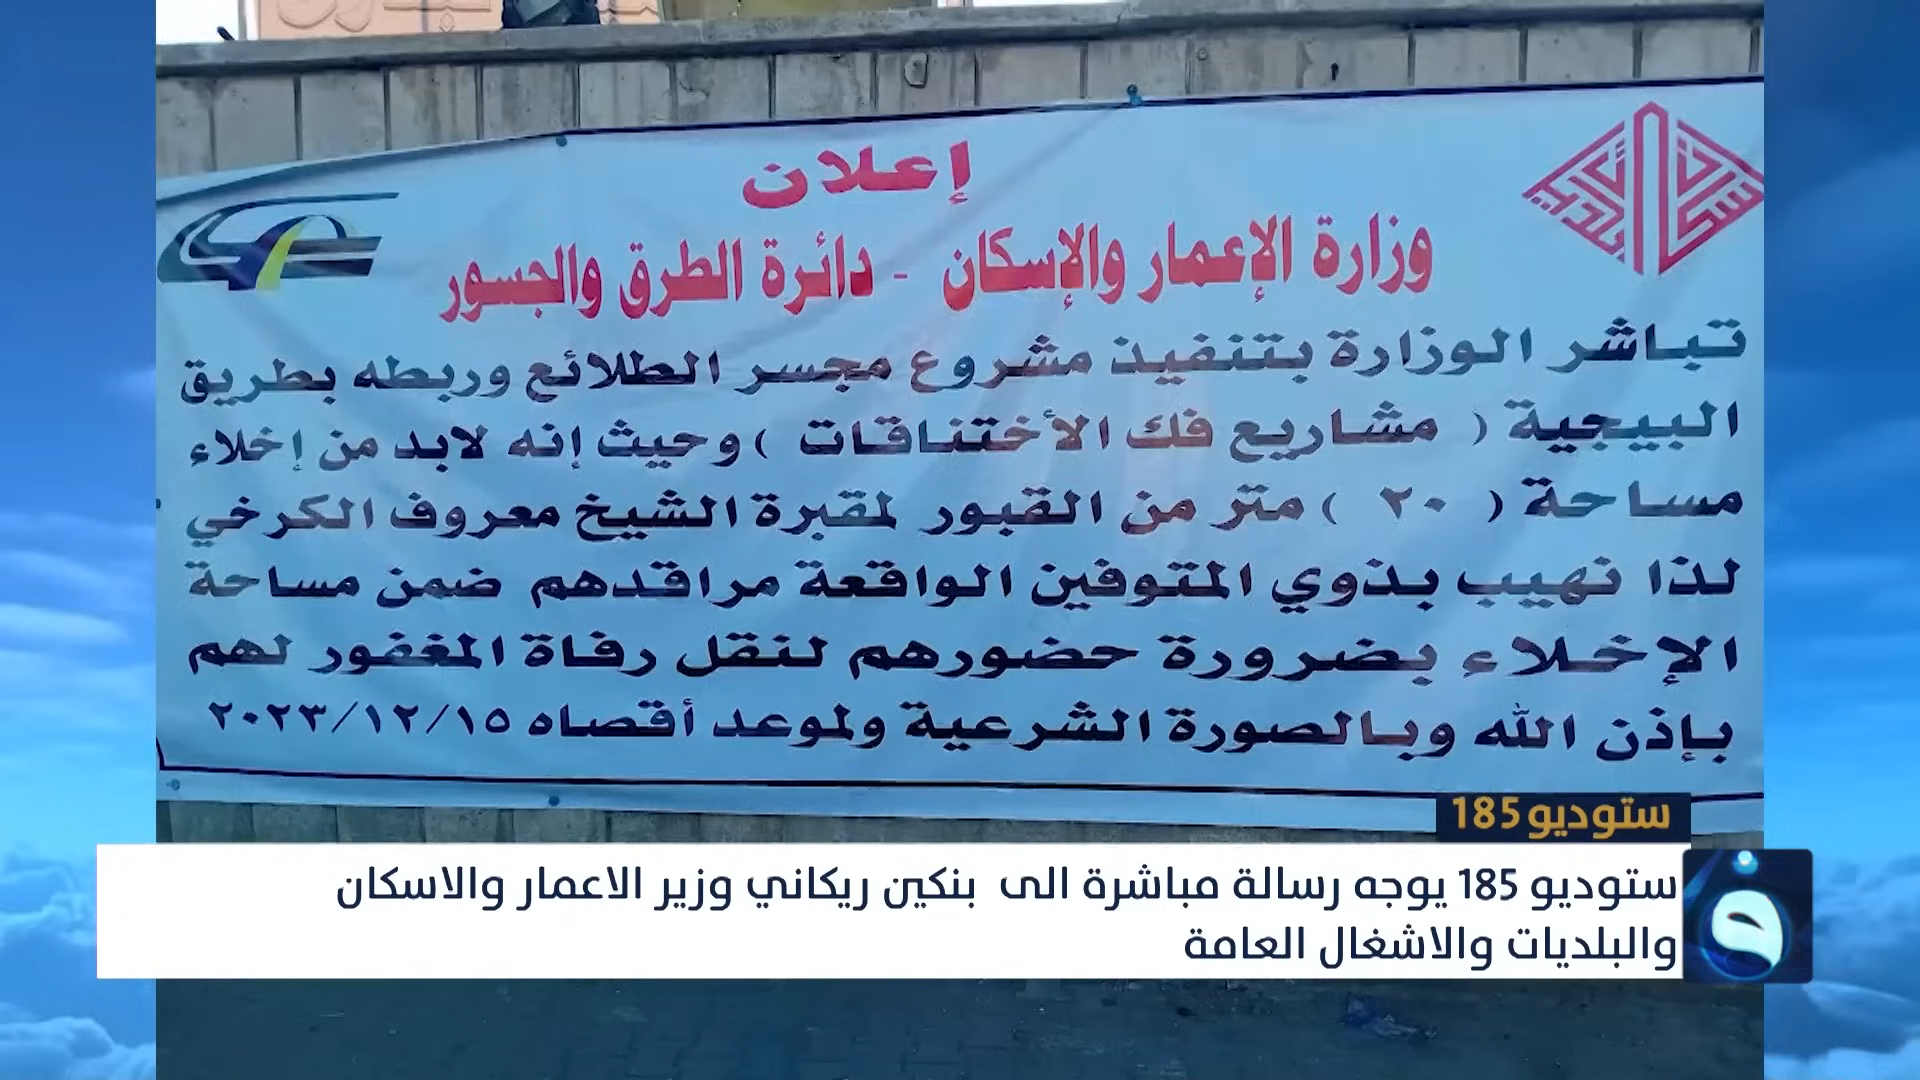 إعلان
وزارة الإعمار والإسكان - دائرة الطرق والجسور
تباشر الوزارة بتنفيذ مشروع مجسر الطلائع وربطه بطريق
البيجية ( مشاريع فك الأختناقات ) وحيث إنه لابد من إخلاء
مساحة ( ٢٠ ) متر من القبور لمقبرة الشيخ معروف الكرخي
لذا نهيب بذوي المتوفين الواقعة مراقدهم ضمن مساحة
الإخلاء بضرورة حضورهم لنقل رفاة المغفور لهم
بإذن الله وبالصورة الشرعية ولموعد أقصاه ٢٠٢٣/١٢/١٥
ستوديو 185
ستوديو 185 يوجه رسالة مباشرة الى بنكين ريكاني وزير الاعمار والاسكان
والبلديات والاشغال العامة